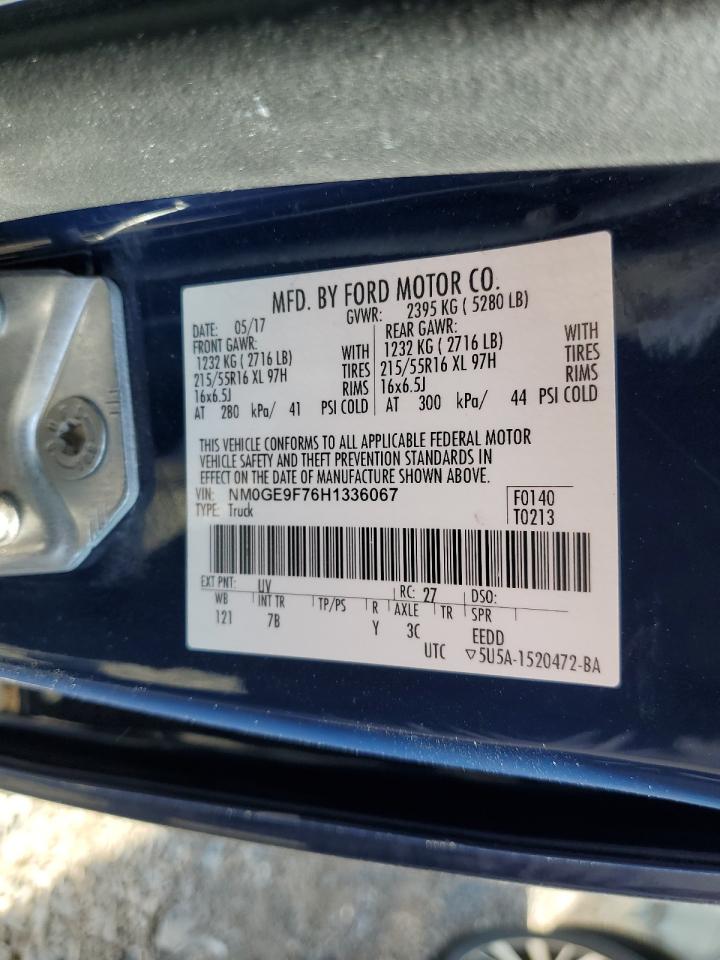 MFD. BY FORD MOTOR CO.
DATE: 05/17 GVWR: 2395 KG ( 5280 LB)
FRONT GAWR: REAR GAWR:
1232 KG ( 2716 LB) WITH 1232 KG ( 2716 LB) WITH
215/55R16 XL 97H TIRES 215/55R16 XL 97H TIRES
16x6.5J RIMS 16x6.5J RIMS
AT 280 kPa/ 41 PSI COLD AT 300 kPa/ 44 PSI COLD
THIS VEHICLE CONFORMS TO ALL APPLICABLE FEDERAL MOTOR
VEHICLE SAFETY AND THEFT PREVENTION STANDARDS IN
EFFECT ON THE DATE OF MANUFACTURE SHOWN ABOVE.
VIN: NM0GE9F76H1336067 F0140
TYPE: Truck T0213
EXT PNT: UV RC: 27 DSO:
WB INT TR TP/PS R AXLE TR SPR
121 7B Y 3C EEDD
UTC ▽5U5A-1520472-BA